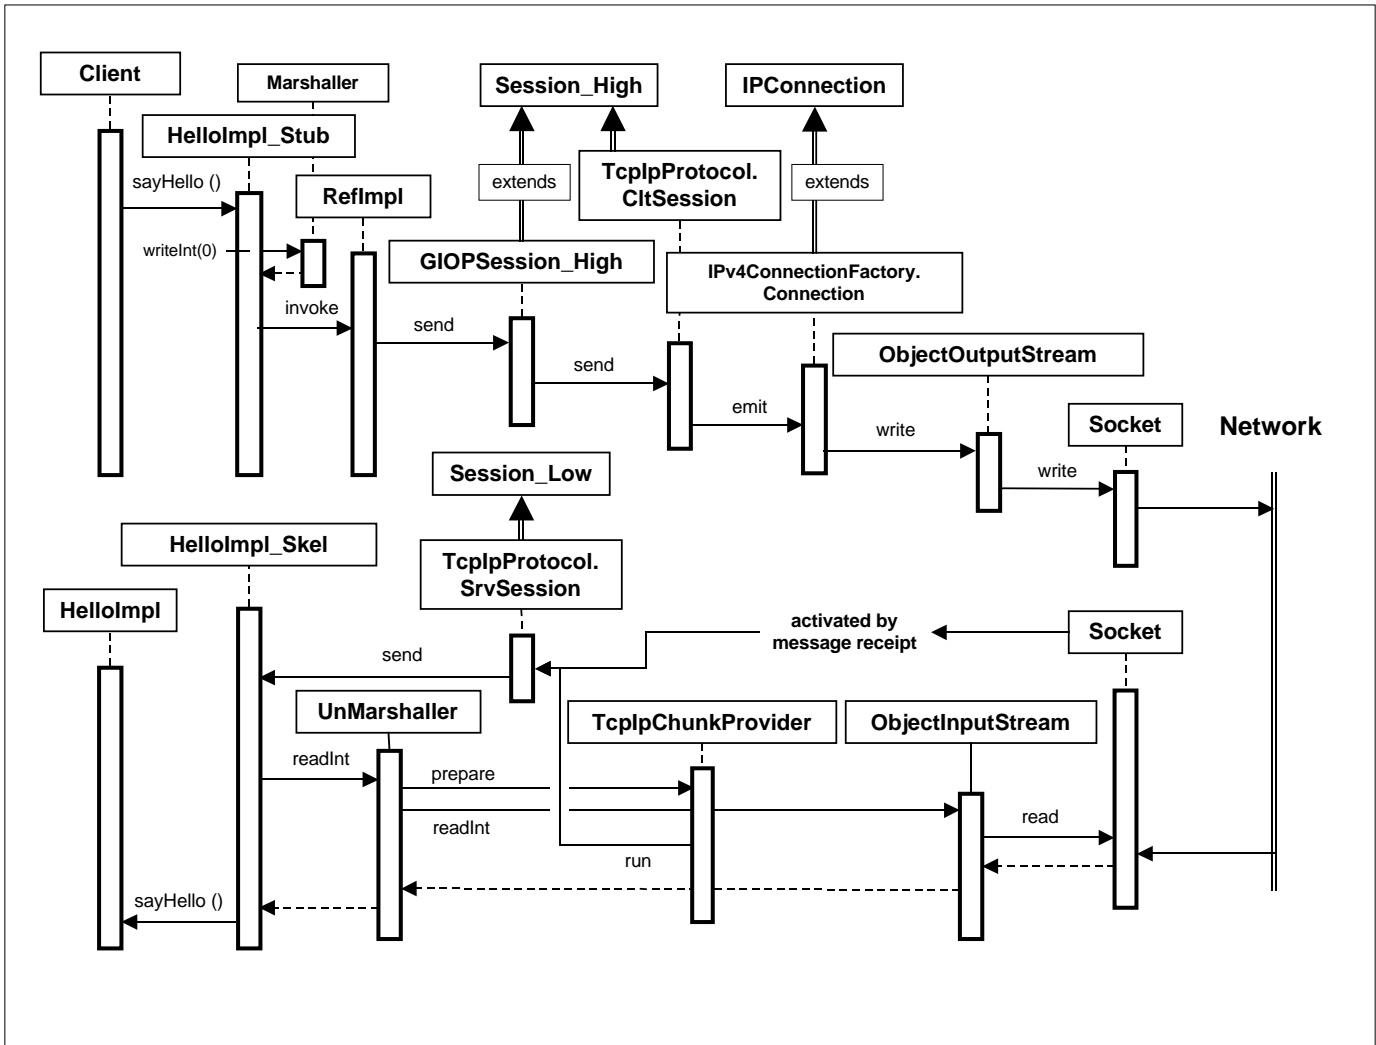 Client
Marshaller
Session_High
IPConnection
HelloImpl_Stub
TcpIpProtocol.
CltSession
extends
extends
sayHello ()
RefImpl
writeInt(0)
GIOPSession_High
IPv4ConnectionFactory.
Connection
invoke
send
ObjectOutputStream
send
emit
write
Socket
Network
Session_Low
write
HelloImpl_Skel
TcpIpProtocol.
SrvSession
HelloImpl
activated by
message receipt
Socket
send
UnMarshaller
TcpIpChunkProvider
ObjectInputStream
readInt
prepare
readInt
read
run
sayHello ()